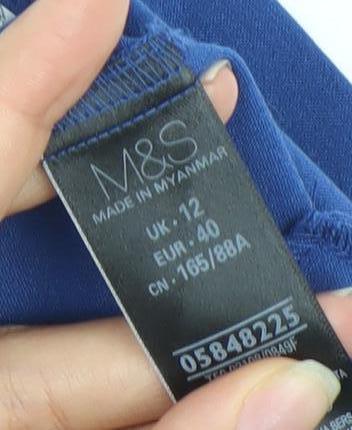 M&S
MADE IN MYANMAR
UK • 12
EUR • 40
CN • 165/88A
05848225